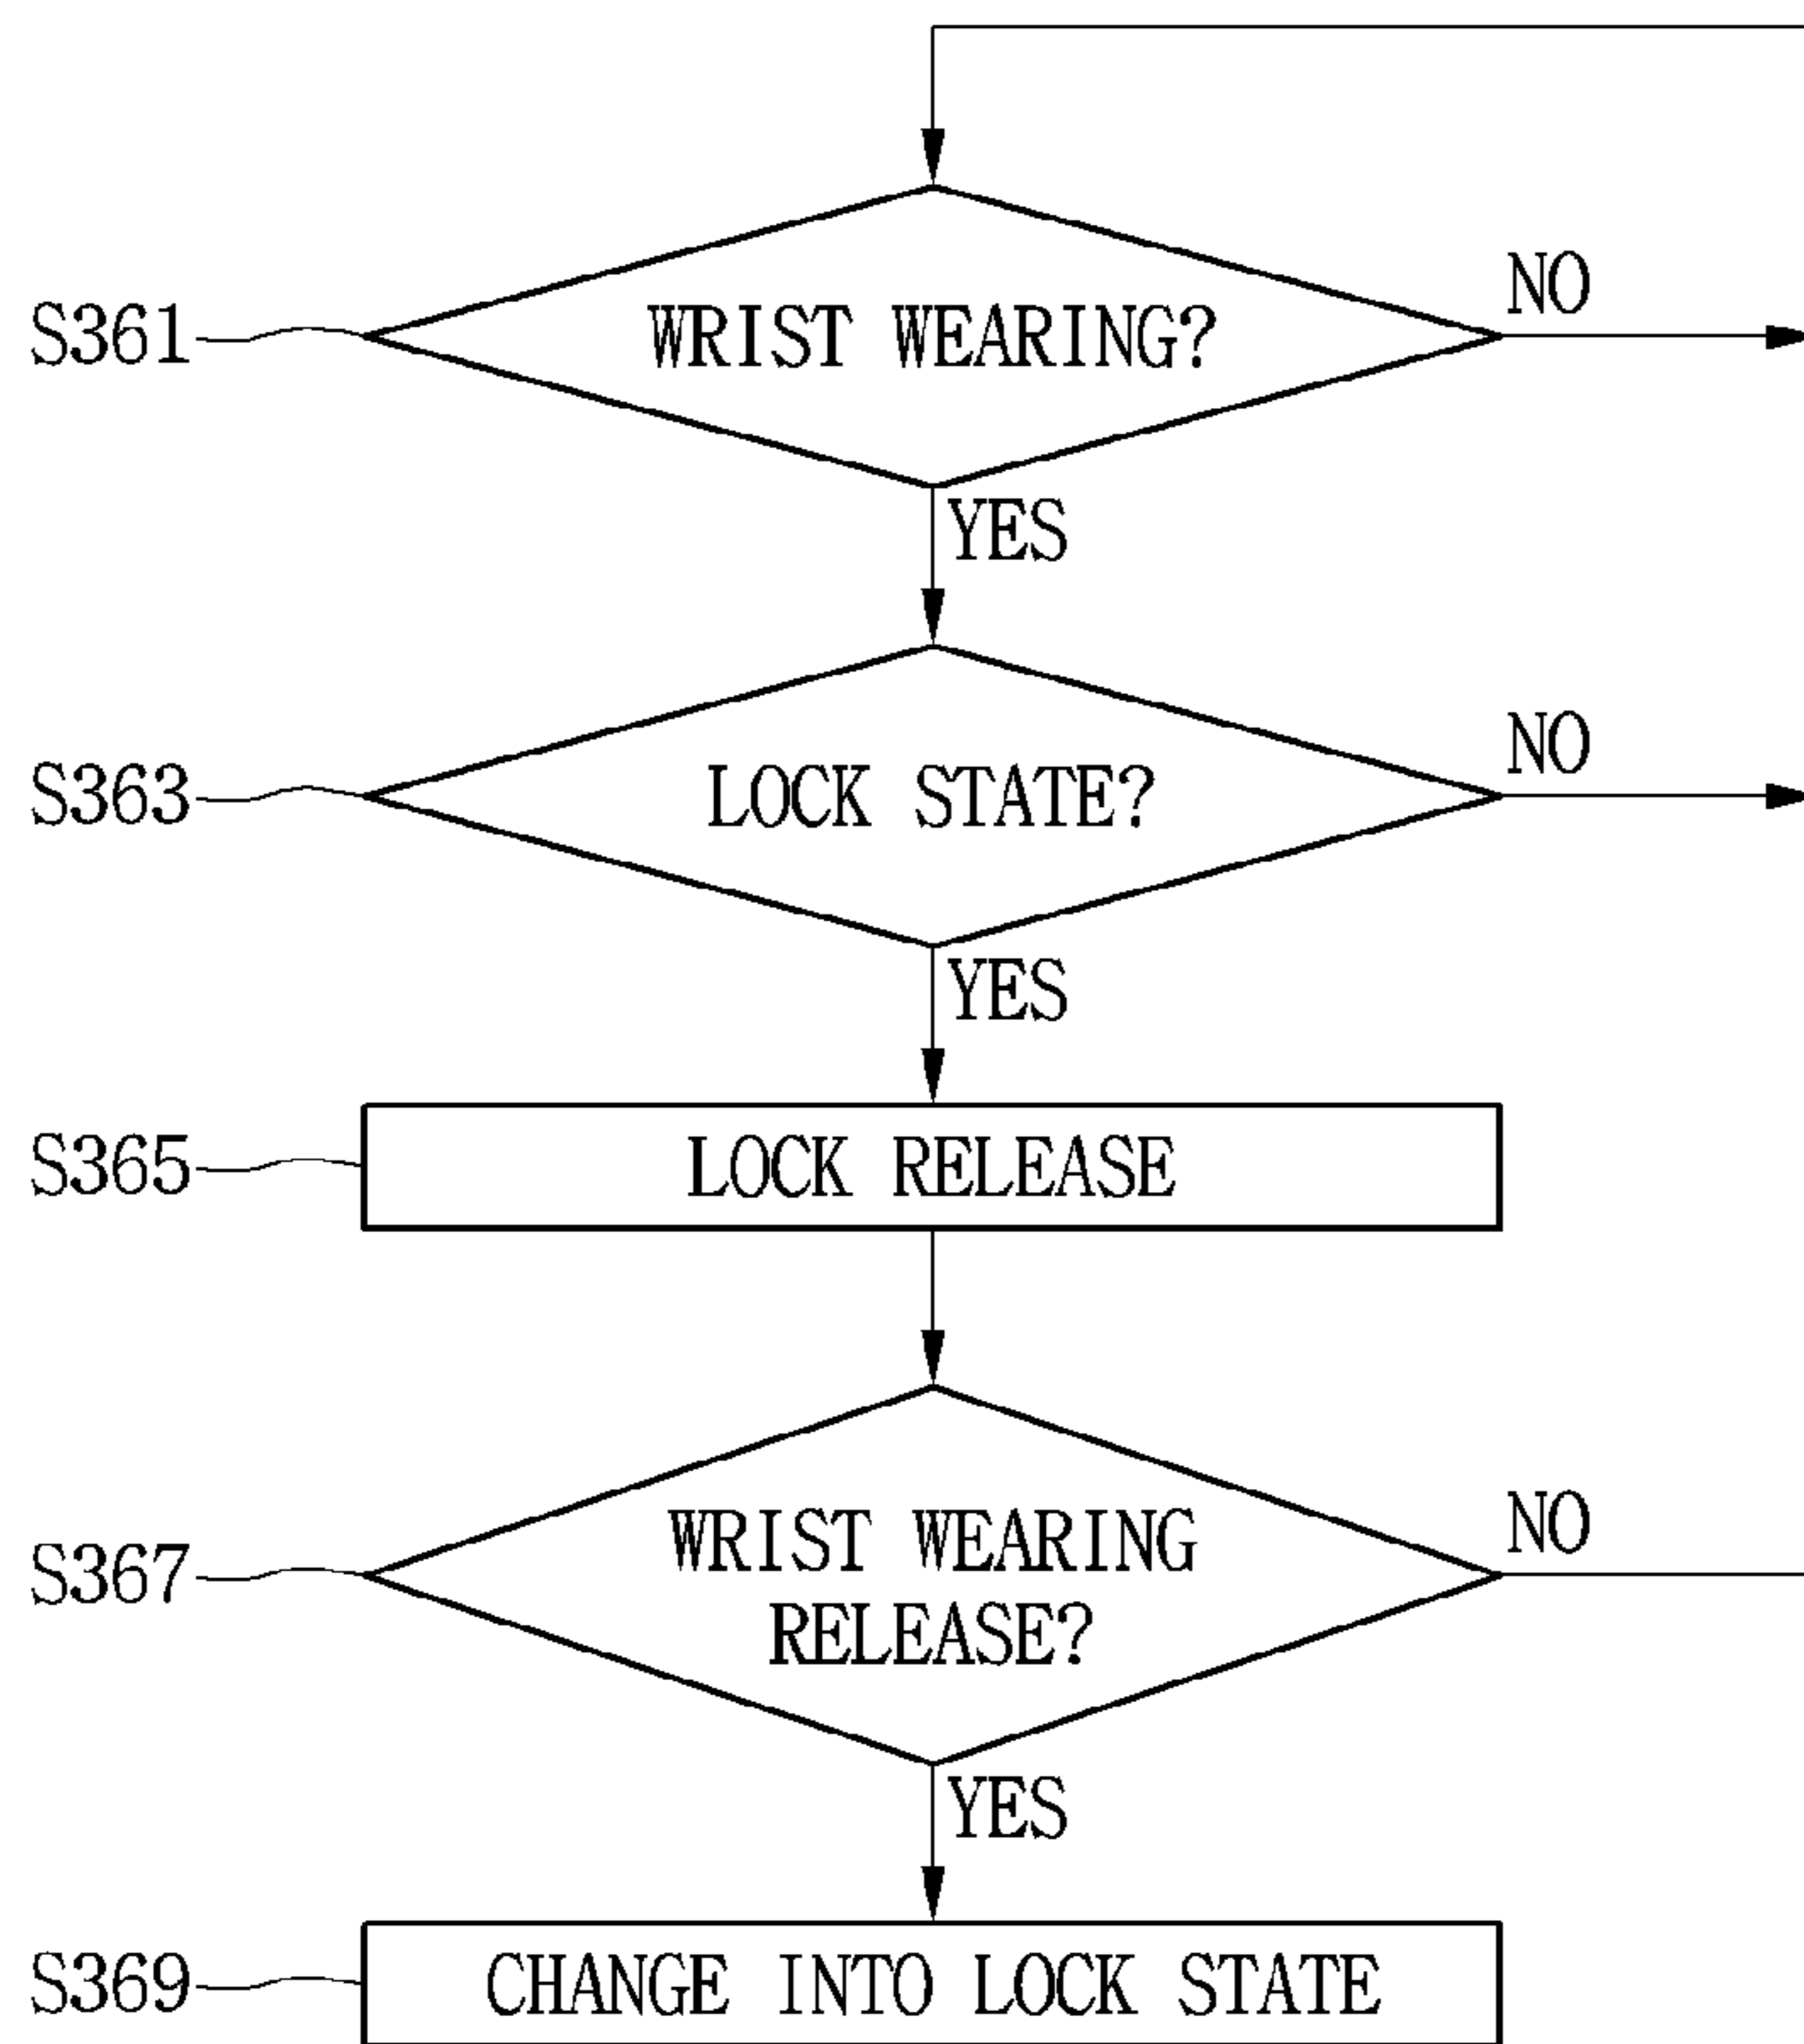 S361
WRIST WEARING?
NO
YES
S363
LOCK STATE?
NO
YES
S365
LOCK RELEASE
S367
WRIST WEARING
RELEASE?
NO
YES
S369
CHANGE INTO LOCK STATE